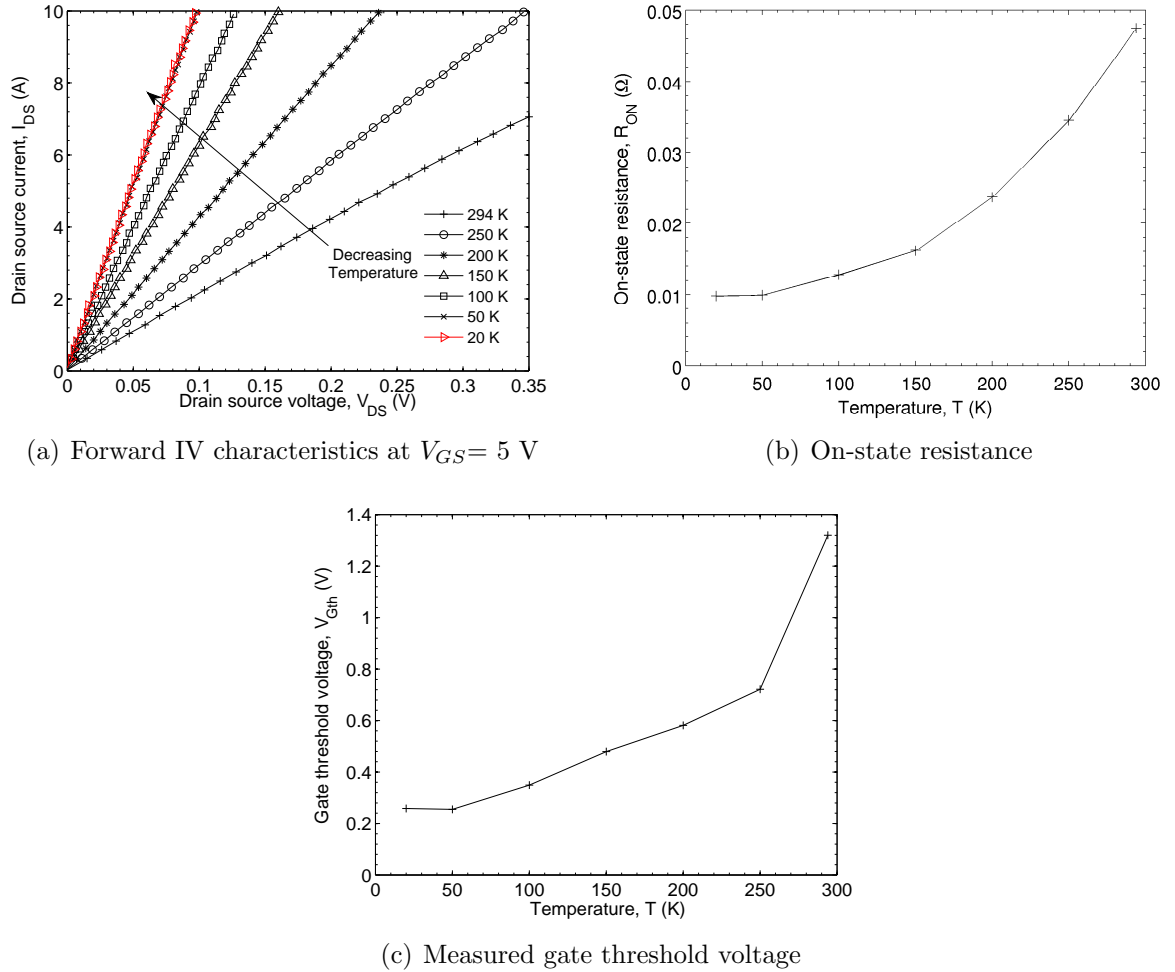 Drain source current, I_DS (A)
10
8
6
4
2
0
294 K
250 K
200 K
150 K
100 K
50 K
20 K
Decreasing
Temperature
0 0.05 0.1 0.15 0.2 0.25 0.3 0.35
Drain source voltage, V_DS (V)
(a) Forward IV characteristics at V_GS= 5 V
On-state resistance, R_ON (Ω)
0.05
0.04
0.03
0.02
0.01
0
0 50 100 150 200 250 300
Temperature, T (K)
(b) On-state resistance
Gate threshold voltage, V_Gth (V)
1.4
1.2
1
0.8
0.6
0.4
0.2
0
0 50 100 150 200 250 300
Temperature, T (K)
(c) Measured gate threshold voltage